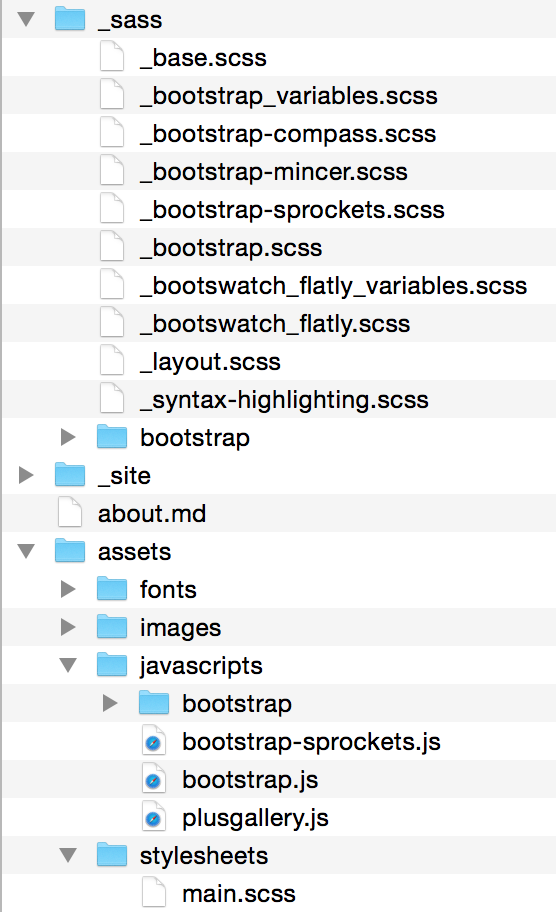 _sass
_base.scss
_bootstrap_variables.scss
_bootstrap-compass.scss
_bootstrap-mincer.scss
_bootstrap-sprockets.scss
_bootstrap.scss
_bootswatch_flatly_variables.scss
_bootswatch_flatly.scss
_layout.scss
_syntax-highlighting.scss
bootstrap
_site
about.md
assets
fonts
images
javascripts
bootstrap
bootstrap-sprockets.js
bootstrap.js
plusgallery.js
stylesheets
main.scss